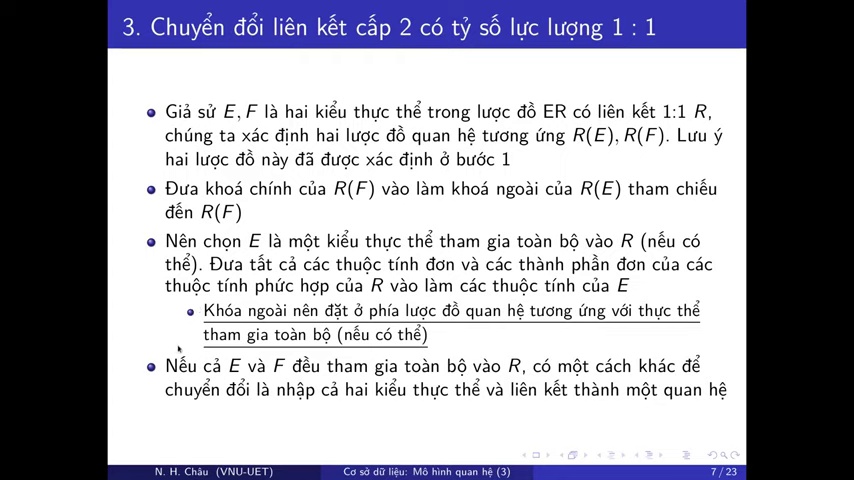 3. Chuyển đổi liên kết cấp 2 có tỷ số lực lượng 1 : 1
Giả sử E, F là hai kiểu thực thể trong lược đồ ER có liên kết 1:1 R,
chúng ta xác định hai lược đồ quan hệ tương ứng R(E), R(F). Lưu ý
hai lược đồ này đã được xác định ở bước 1
Đưa khoá chính của R(F) vào làm khoá ngoài của R(E) tham chiếu
đến R(F)
Nên chọn E là một kiểu thực thể tham gia toàn bộ vào R (nếu có
thể). Đưa tất cả các thuộc tính đơn và các thành phần đơn của các
thuộc tính phức hợp của R vào làm các thuộc tính của E
Khóa ngoài nên đặt ở phía lược đồ quan hệ tương ứng với thực thể
tham gia toàn bộ (nếu có thể)
Nếu cả E và F đều tham gia toàn bộ vào R, có một cách khác để
chuyển đổi là nhập cả hai kiểu thực thể và liên kết thành một quan hệ
N. H. Châu (VNU-UET)
Cơ sở dữ liệu: Mô hình quan hệ (3)
7 / 23